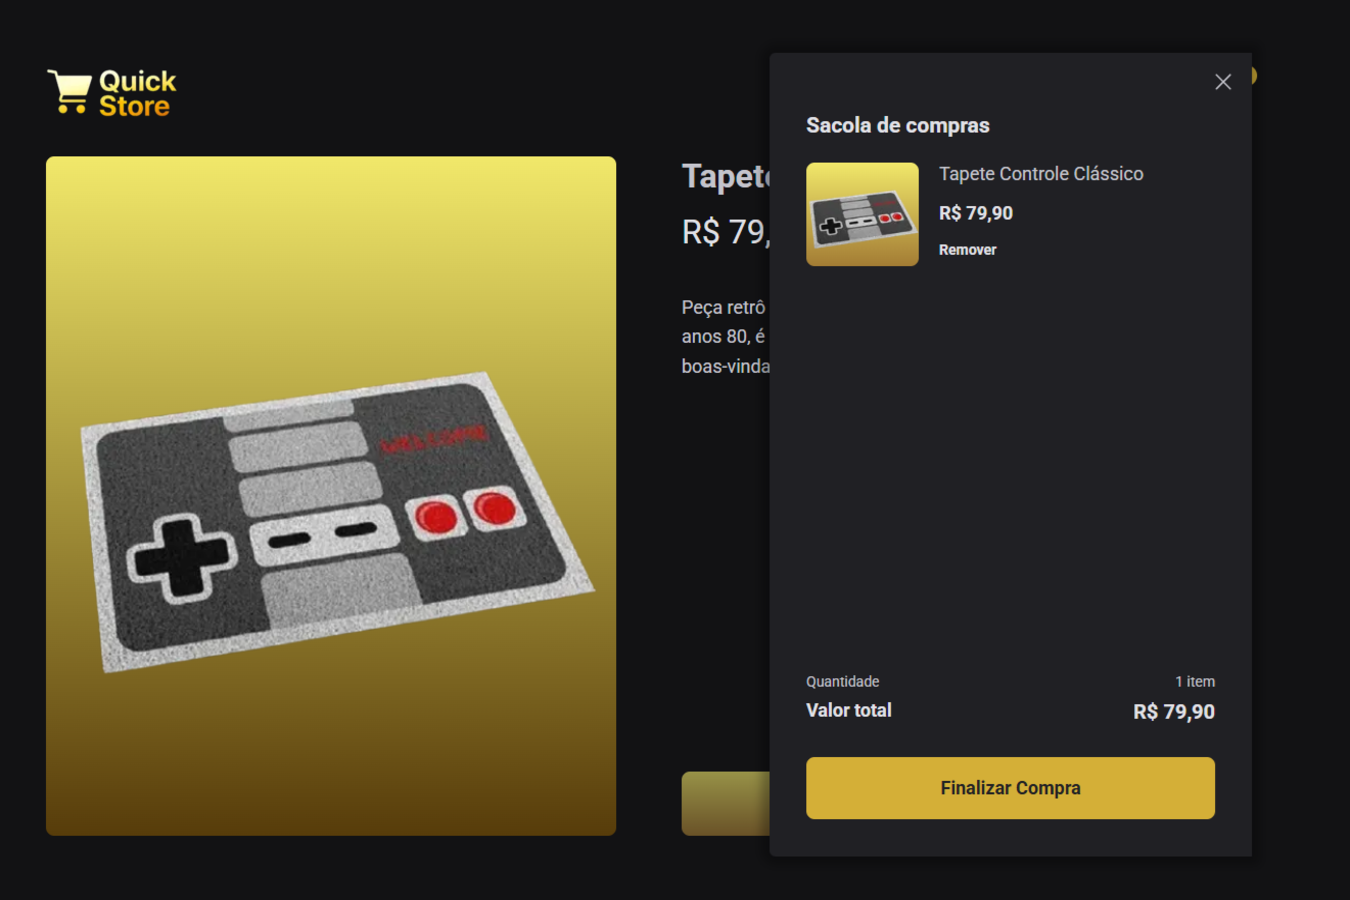 Quick
Store
Tapete
R$ 79,
Peça retrô
anos 80, é
boas-vinda
WELCOME
Sacola de compras
Tapete Controle Clássico
R$ 79,90
Remover
Quantidade
1 item
Valor total
R$ 79,90
Finalizar Compra